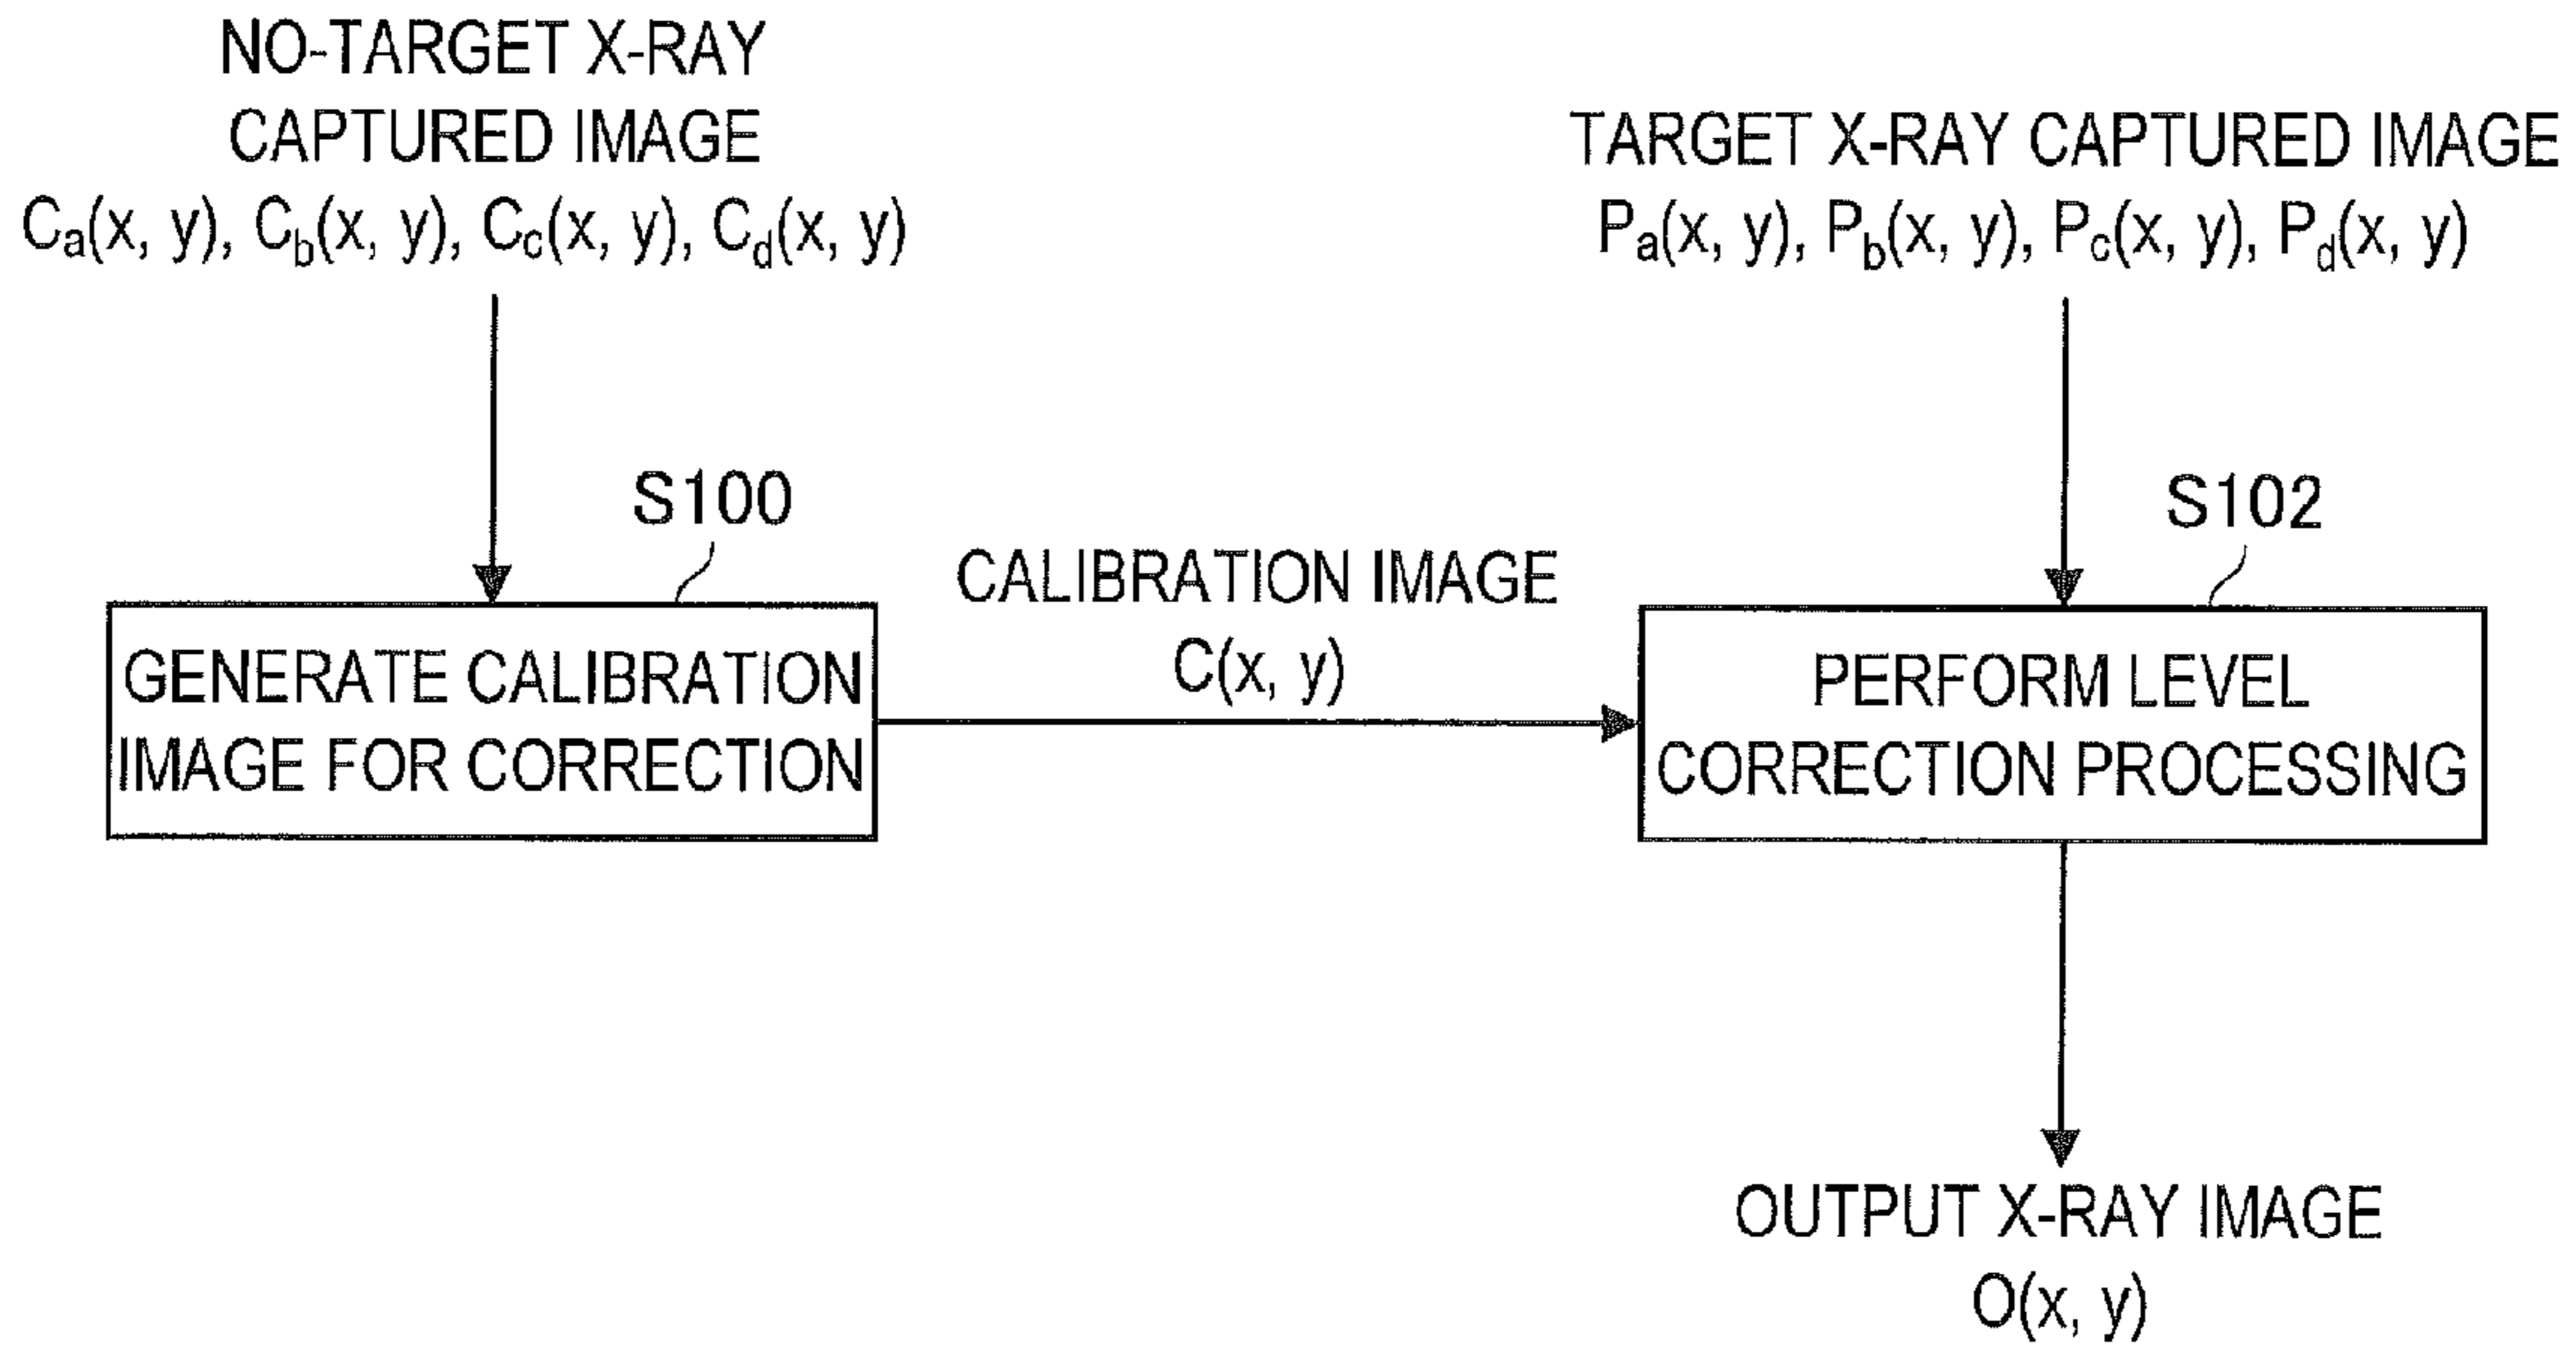 NO-TARGET X-RAY
CAPTURED IMAGE
Ca(x, y), Cb(x, y), Cc(x, y), Cd(x, y)
TARGET X-RAY CAPTURED IMAGE
Pa(x, y), Pb(x, y), Pc(x, y), Pd(x, y)
S100
GENERATE CALIBRATION
IMAGE FOR CORRECTION
CALIBRATION IMAGE
C(x, y)
S102
PERFORM LEVEL
CORRECTION PROCESSING
OUTPUT X-RAY IMAGE
O(x, y)